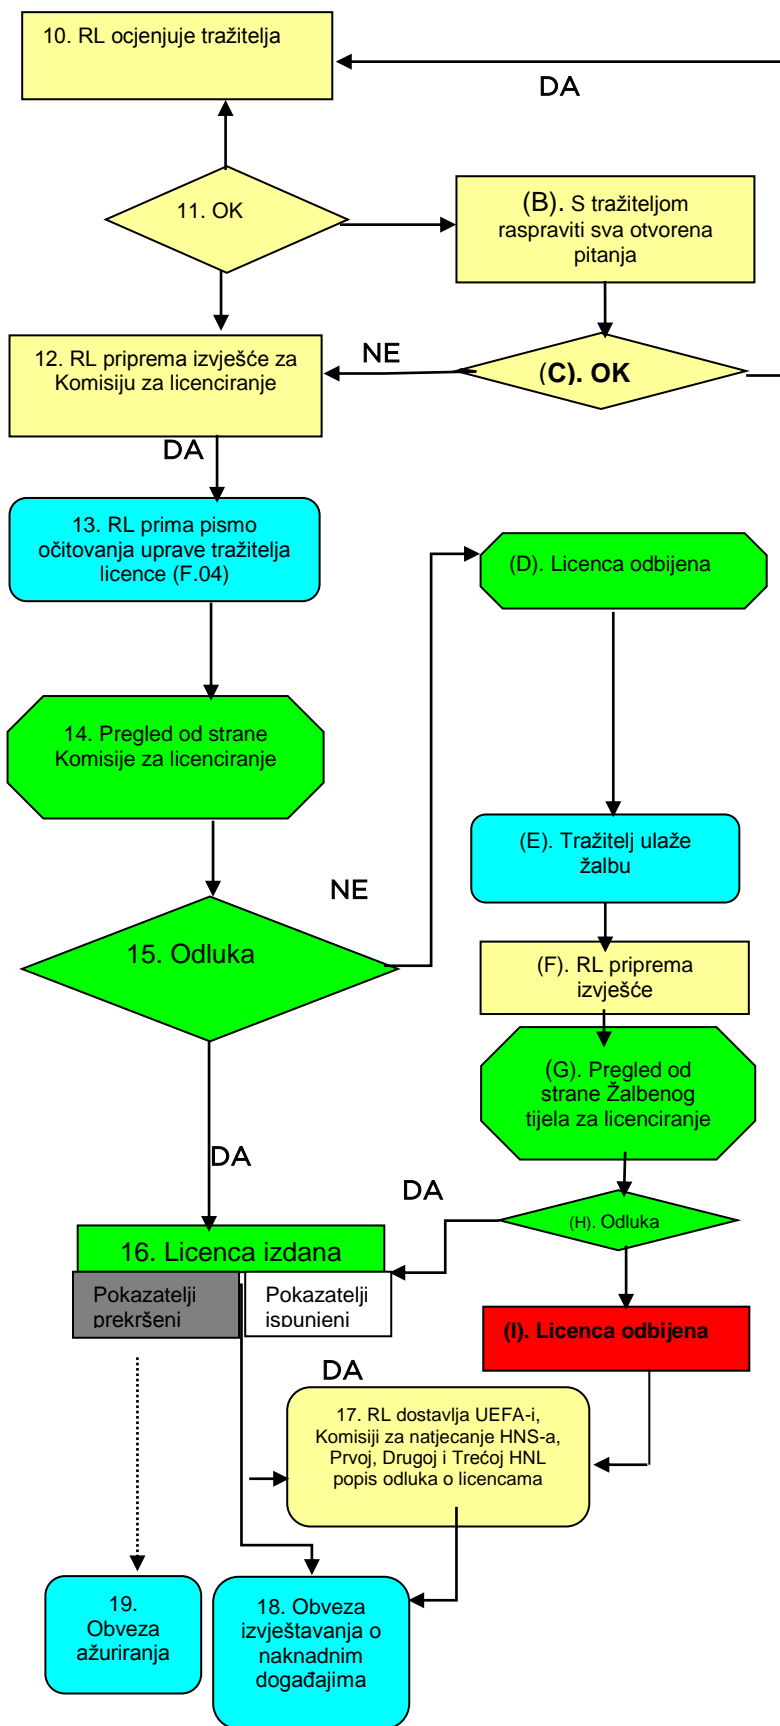 10. RL ocjenjuje tražitelja
DA
11. OK
(B). S tražiteljom
raspraviti sva otvorena
pitanja
12. RL priprema izvješće za
Komisiju za licenciranje
NE
(C). OK
DA
13. RL prima pismo
očitovanja uprave tražitelja
licence (F.04)
(D). Licenca odbijena
14. Pregled od strane
Komisije za licenciranje
(E). Tražitelj ulaže
žalbu
NE
15. Odluka
(F). RL priprema
izvješće
(G). Pregled od
strane Žalbenog
tijela za licenciranje
DA
DA
(H). Odluka
16. Licenca izdana
Pokazatelji
prekršeni
Pokazatelji
ispunjeni
(I). Licenca odbijena
DA
17. RL dostavlja UEFA-i,
Komisiji za natjecanje HNS-a,
Prvoj, Drugoj i Trećoj HNL
popis odluka o licencama
19.
Obveza
ažuriranja
18. Obveza
izvještavanja o
naknadnim
događajima